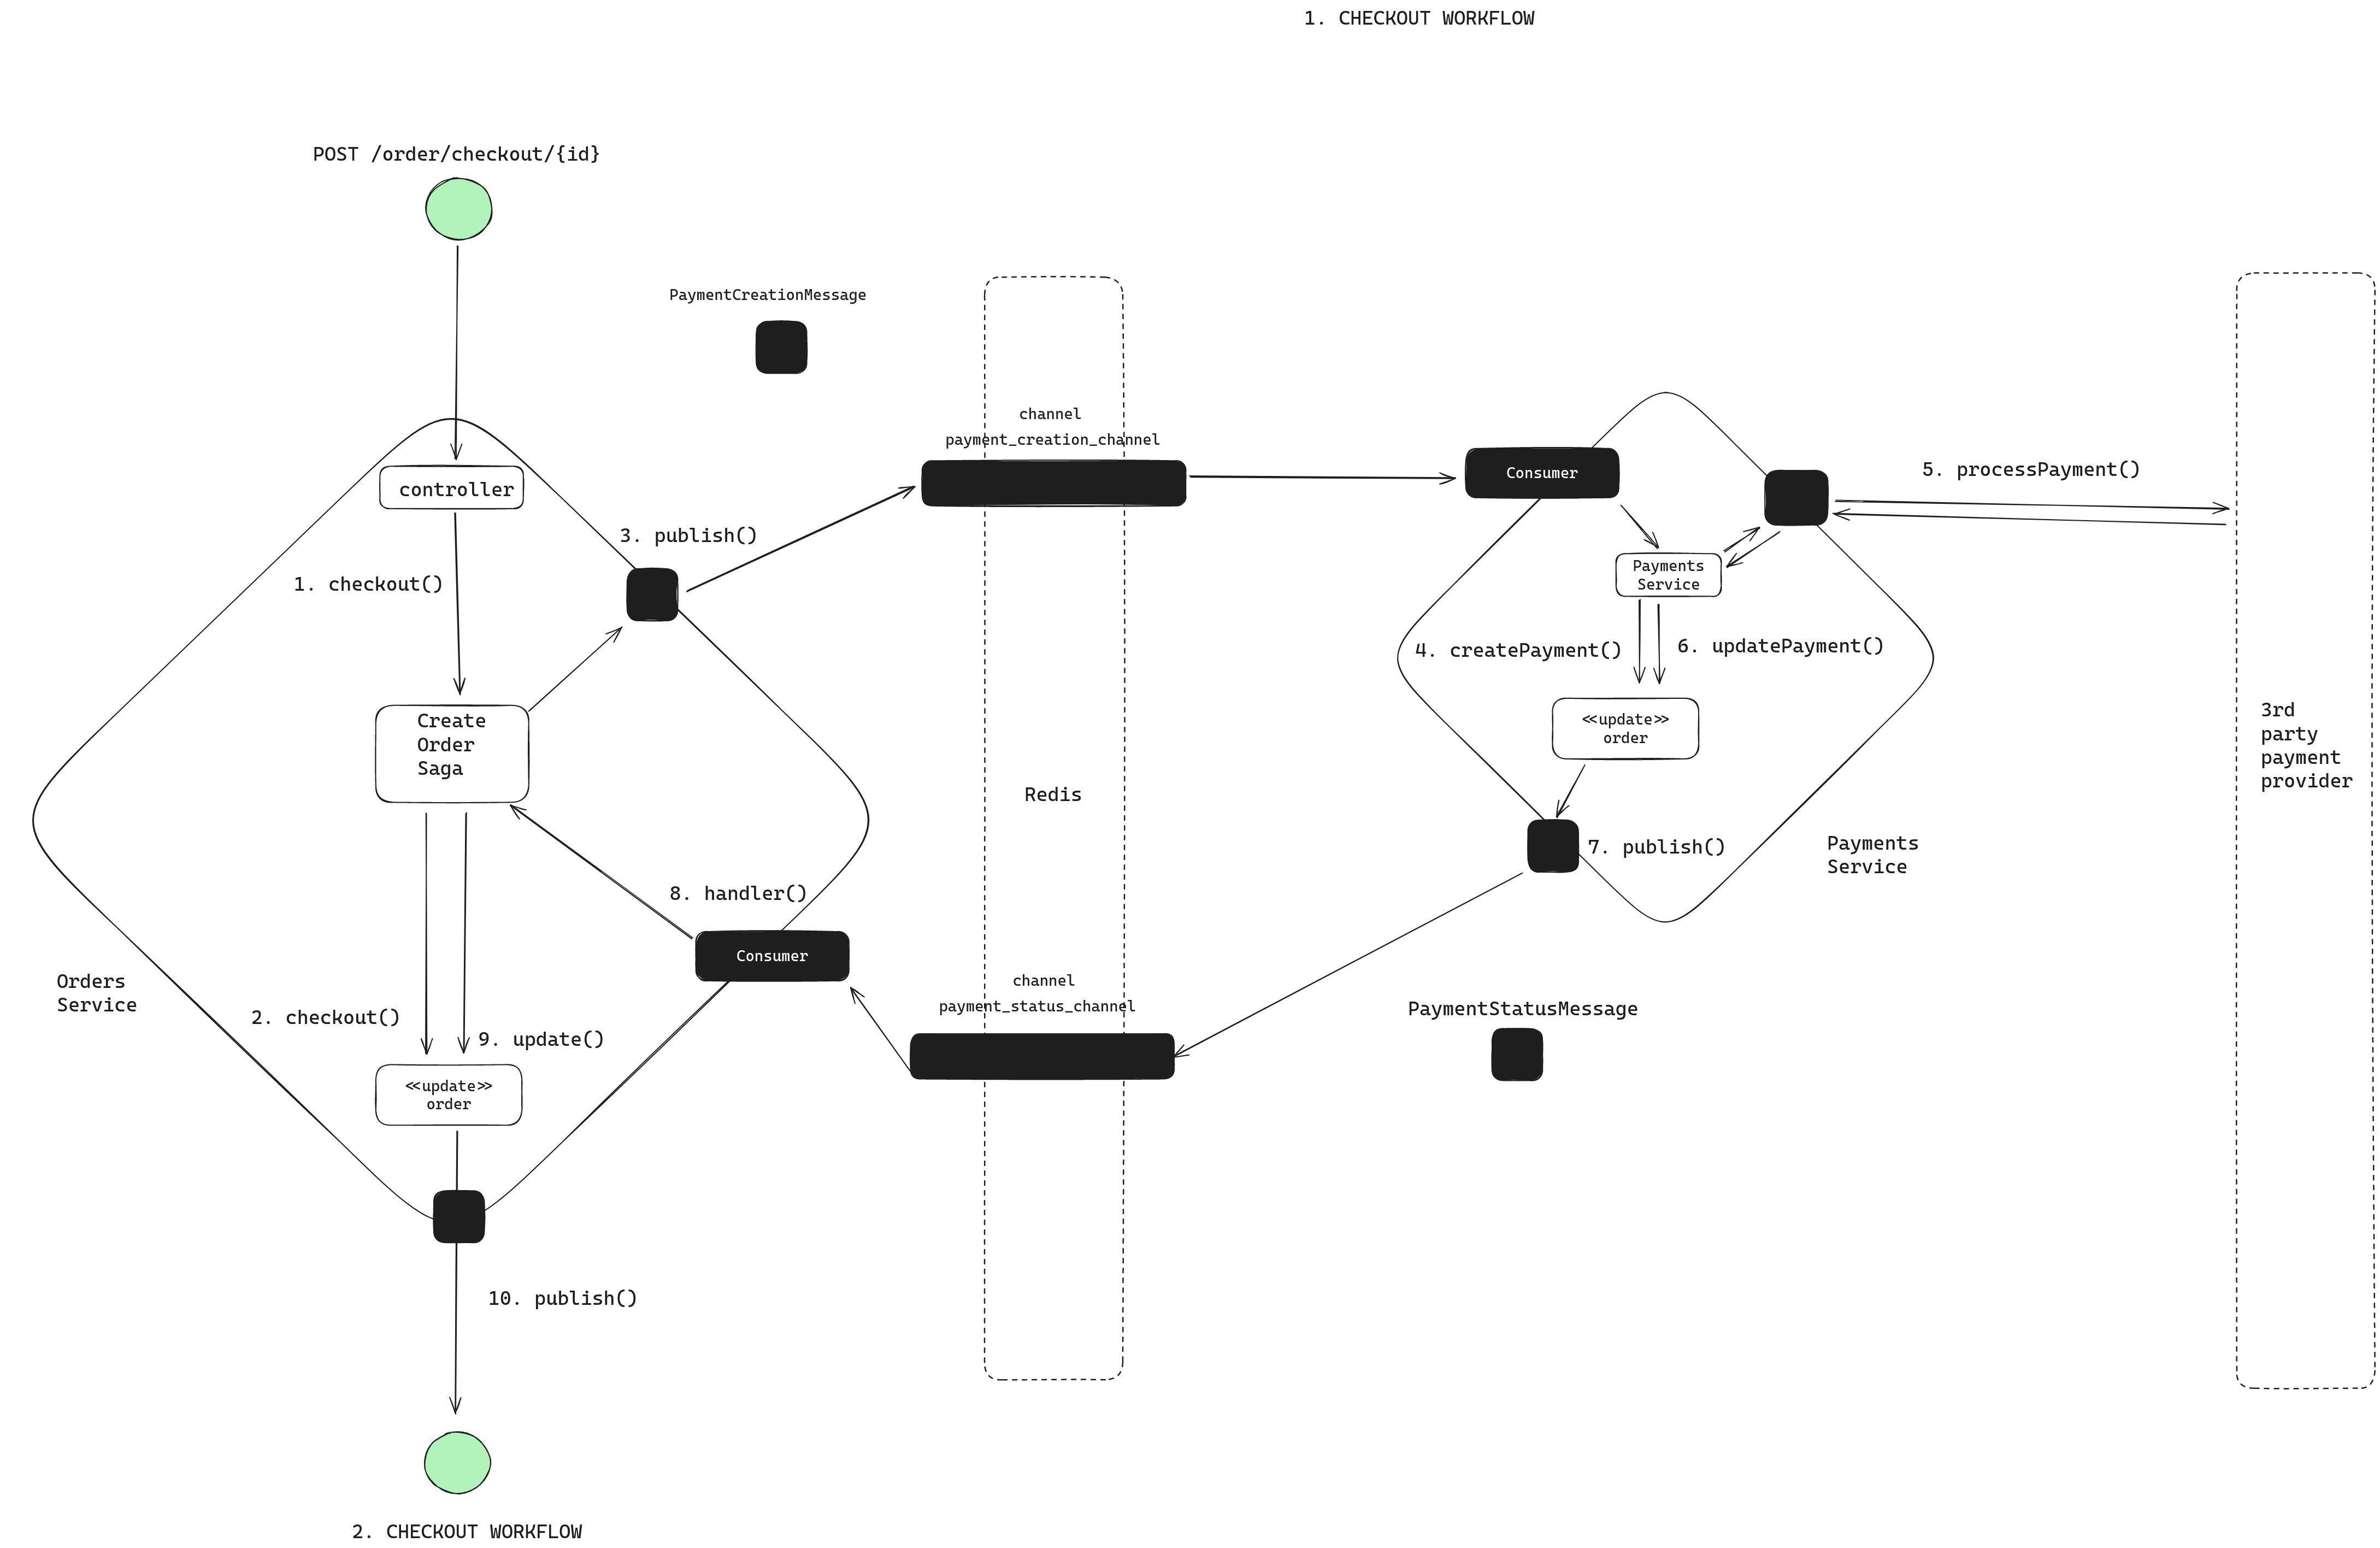 1. CHECKOUT WORKFLOW
POST /order/checkout/{id}
PaymentCreationMessage
channel
payment_creation_channel
controller
3. publish()
1. checkout()
Create
Order
Saga
8. handler()
Consumer
Orders
Service
2. checkout()
9. update()
<<update>>
order
10. publish()
2. CHECKOUT WORKFLOW
Redis
channel
payment_status_channel
Consumer
5. processPayment()
Payments
Service
4. createPayment()
6. updatePayment()
<<update>>
order
7. publish()
Payments
Service
PaymentStatusMessage
3rd
party
payment
provider